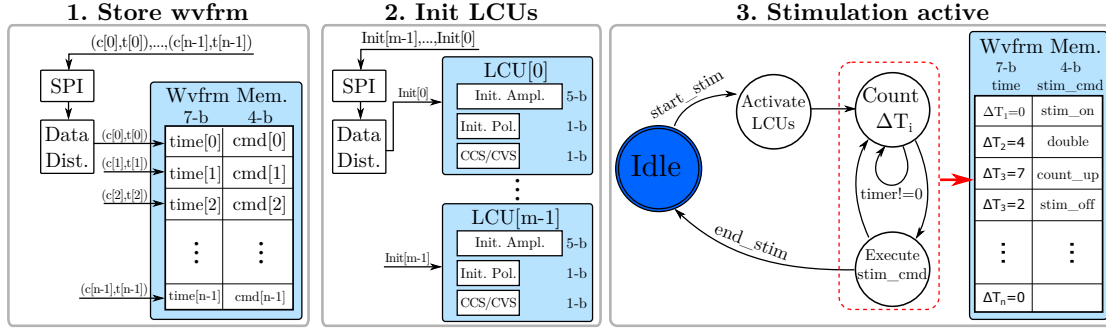 1. Store wvfrm
(c[0],t[0]),...,(c[n-1],t[n-1])
SPI
Data
Dist.
Wvfrm Mem.
7-b 4-b
(c[0],t[0])
time[0] cmd[0]
(c[1],t[1])
time[1] cmd[1]
(c[2],t[2])
time[2] cmd[2]
(c[n-1],t[n-1])
time[n-1] cmd[n-1]
2. Init LCUs
Init[m-1],...,Init[0]
SPI
Data
Dist.
Init[0]
LCU[0]
Init. Ampl. 5-b
Init. Pol. 1-b
CCS/CVS 1-b
LCU[m-1]
Init[m-1]
Init. Ampl. 5-b
Init. Pol. 1-b
CCS/CVS 1-b
3. Stimulation active
Idle
start_stim
Activate
LCUs
Count
ΔTi
timer!=0
Execute
stim_cmd
end_stim
Wvfrm Mem.
7-b 4-b
time stim_cmd
ΔT1=0 stim_on
ΔT2=4 double
ΔT3=7 count_up
ΔT3=2 stim_off
ΔTn=0